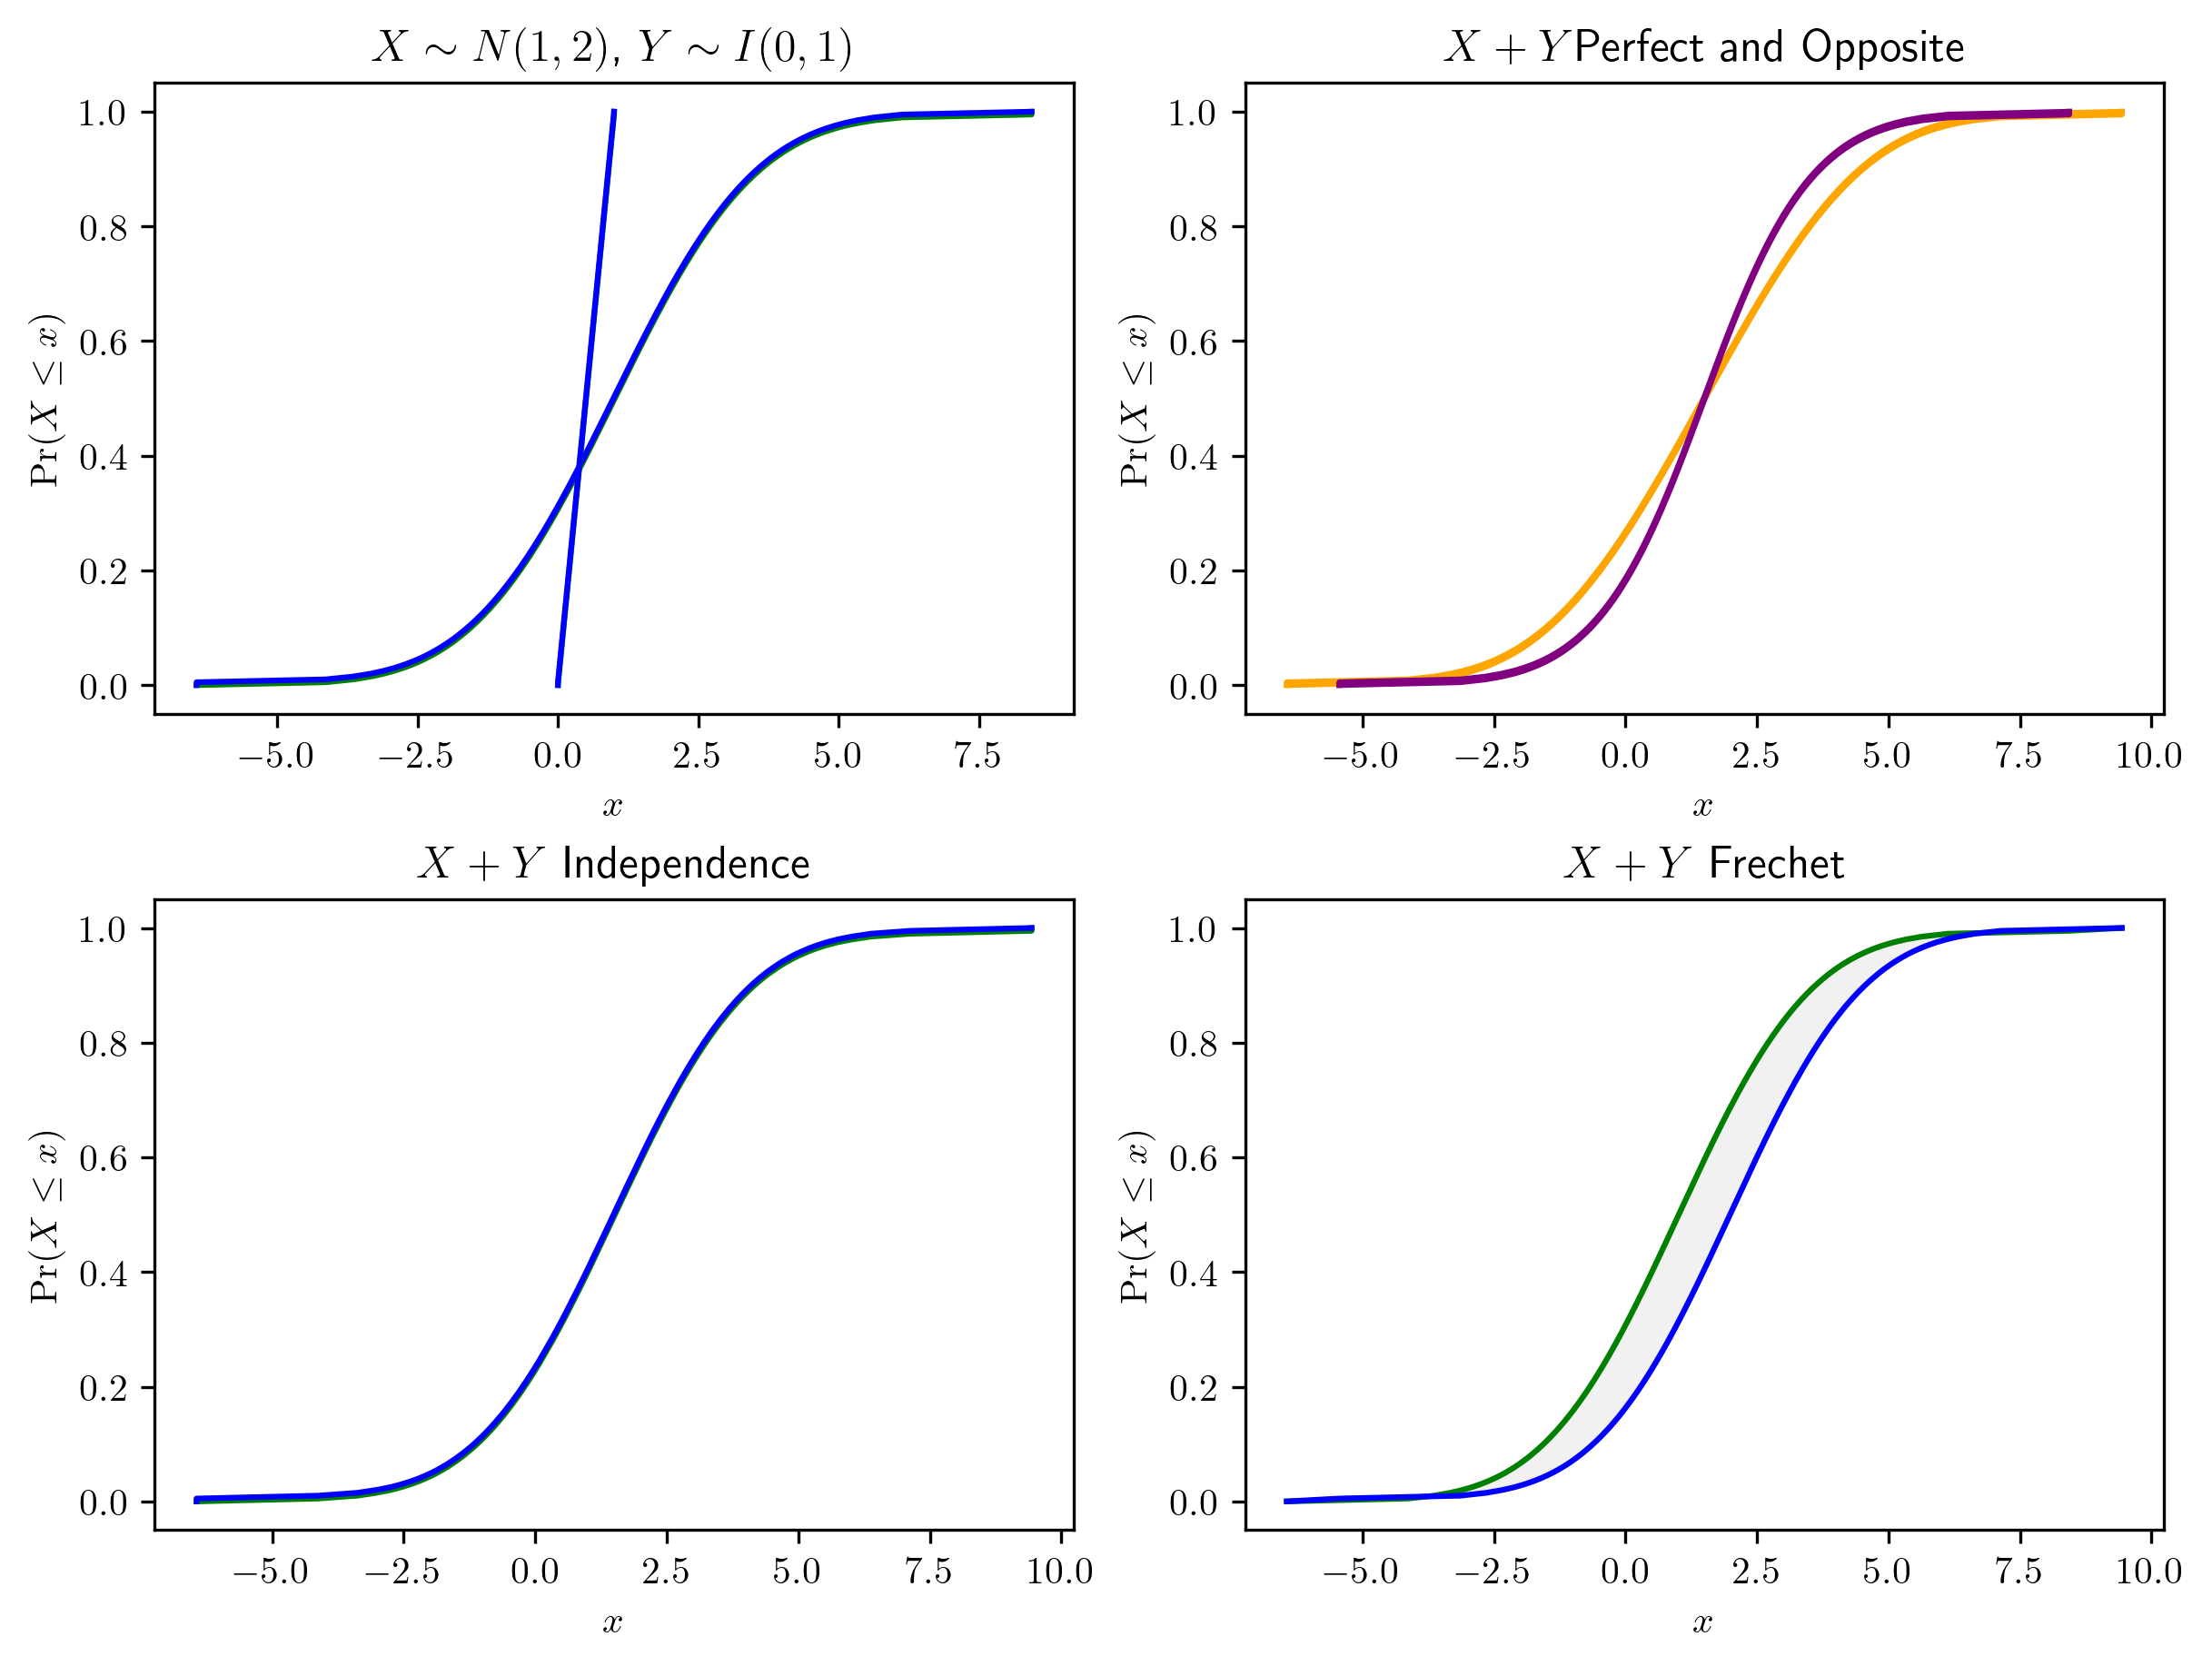 X ∼ N(1, 2), Y ∼ I(0, 1)
1.0
0.8
0.6
0.4
0.2
0.0
Pr(X ≤ x)
−5.0 −2.5 0.0 2.5 5.0 7.5
x
X + Y Perfect and Opposite
1.0
0.8
0.6
0.4
0.2
0.0
Pr(X ≤ x)
−5.0 −2.5 0.0 2.5 5.0 7.5 10.0
x
X + Y Independence
1.0
0.8
0.6
0.4
0.2
0.0
Pr(X ≤ x)
−5.0 −2.5 0.0 2.5 5.0 7.5 10.0
x
X + Y Frechet
1.0
0.8
0.6
0.4
0.2
0.0
Pr(X ≤ x)
−5.0 −2.5 0.0 2.5 5.0 7.5 10.0
x